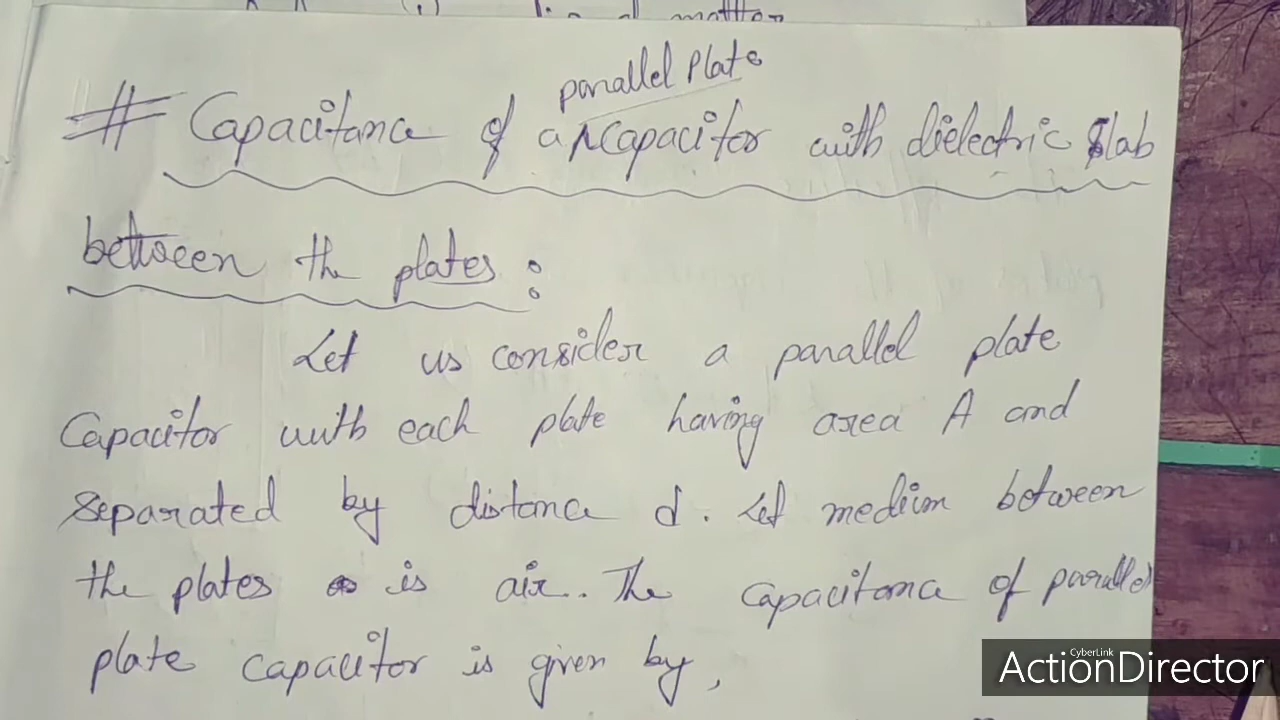 matter
parallel plate
# Capacitance of a Capacitor with dielectric slab
between the plates :
Let us consider a parallel plate
Capacitor with each plate having area A and
separated by distance d. Let medium between
the plates is air. The Capacitance of parallel
plate capacitor is given by,
CyberLink
ActionDirector